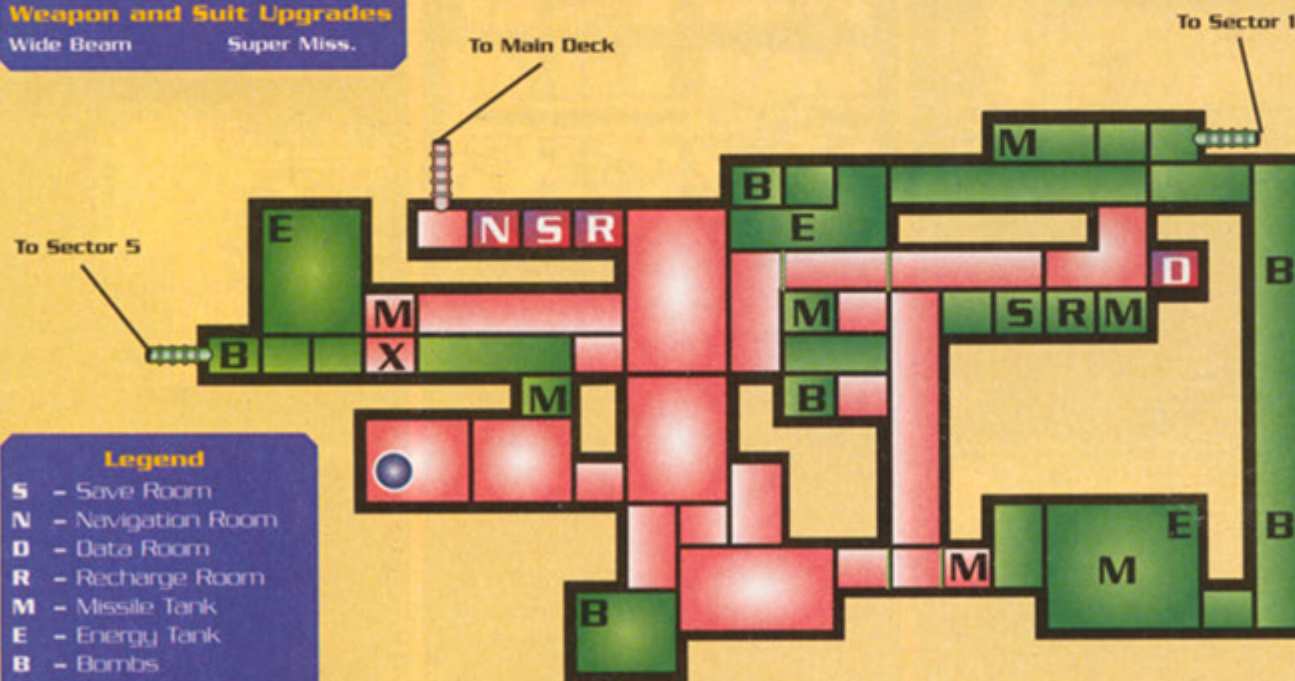 Weapon and Suit Upgrades
Wide Beam Super Miss.
To Main Deck
To Sector 1
To Sector 5
M
B
E
N S R
E
D
B
M
M
S R M
B
X
B
M
Legend
S - Save Room
N - Navigation Room
D - Data Room
R - Recharge Room
M - Missile Tank
E - Energy Tank
B - Bombs
E
B
M
M
B